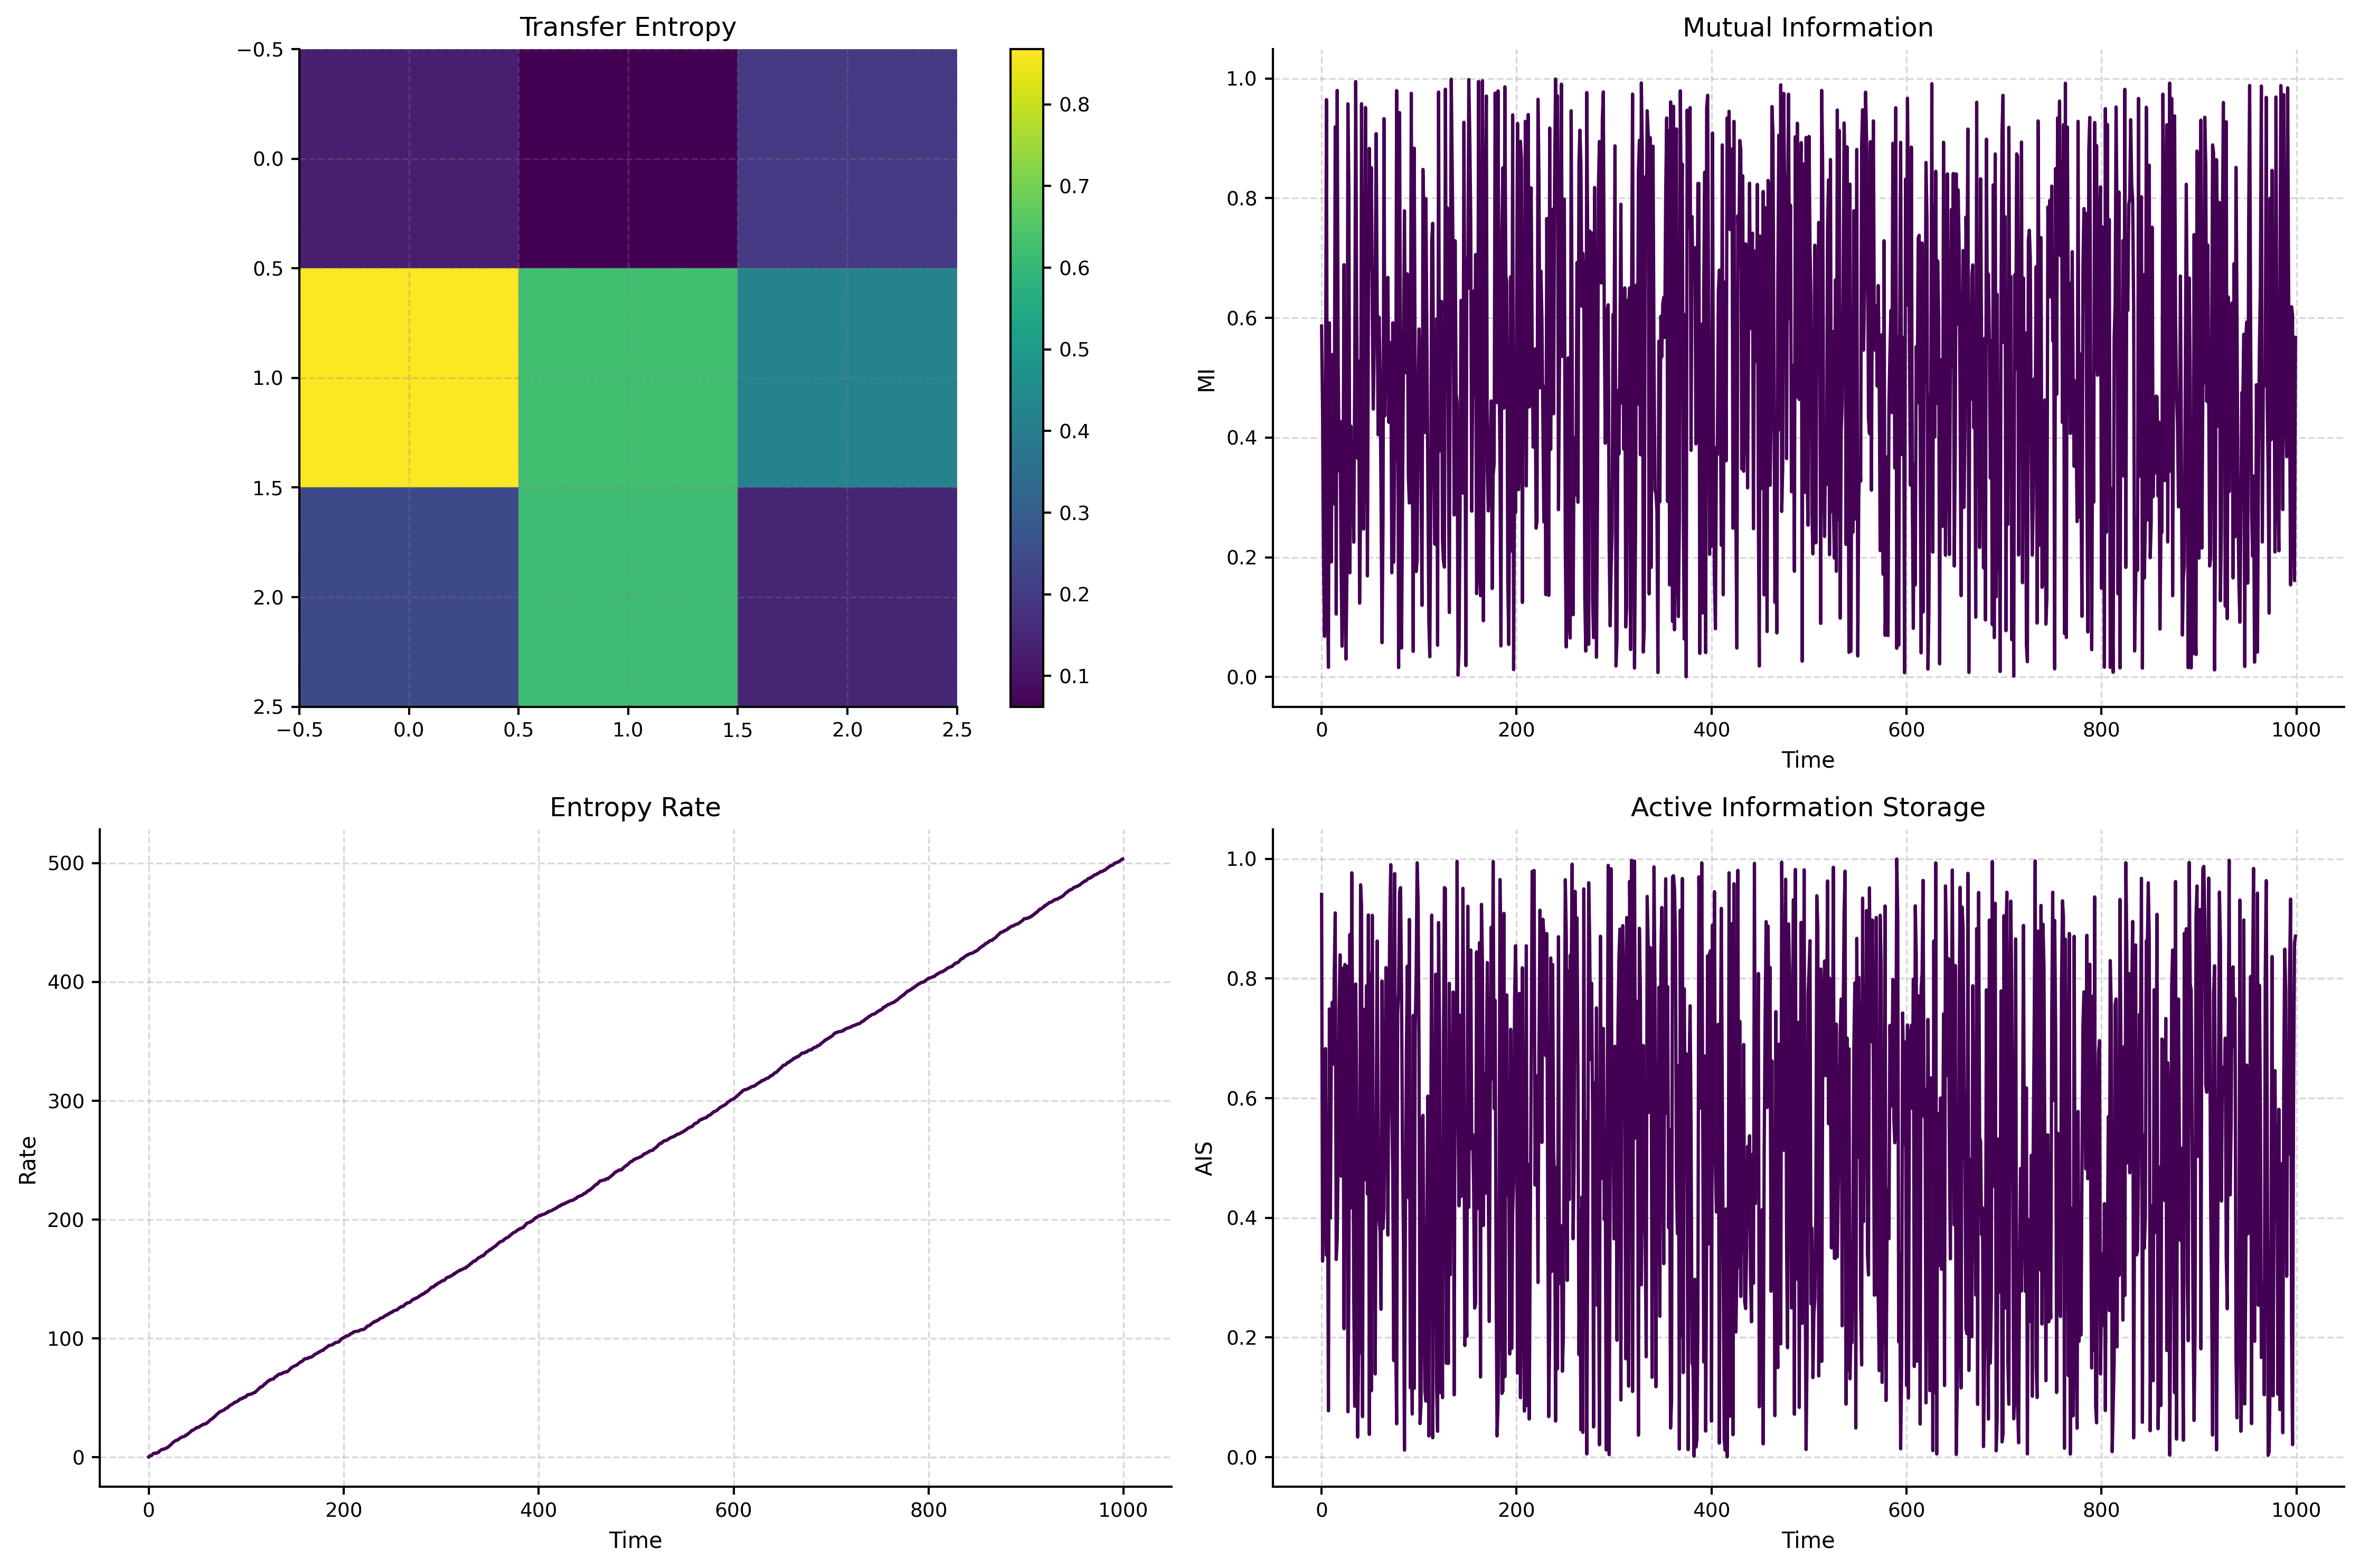 Transfer Entropy
−0.5
0.0
0.5
1.0
1.5
2.0
2.5
−0.5 0.0 0.5 1.0 1.5 2.0 2.5
0.8
0.7
0.6
0.5
0.4
0.3
0.2
0.1
Mutual Information
MI
1.0
0.8
0.6
0.4
0.2
0.0
0 200 400 600 800 1000
Time
Entropy Rate
Rate
500
400
300
200
100
0
0 200 400 600 800 1000
Time
Active Information Storage
AIS
1.0
0.8
0.6
0.4
0.2
0.0
0 200 400 600 800 1000
Time